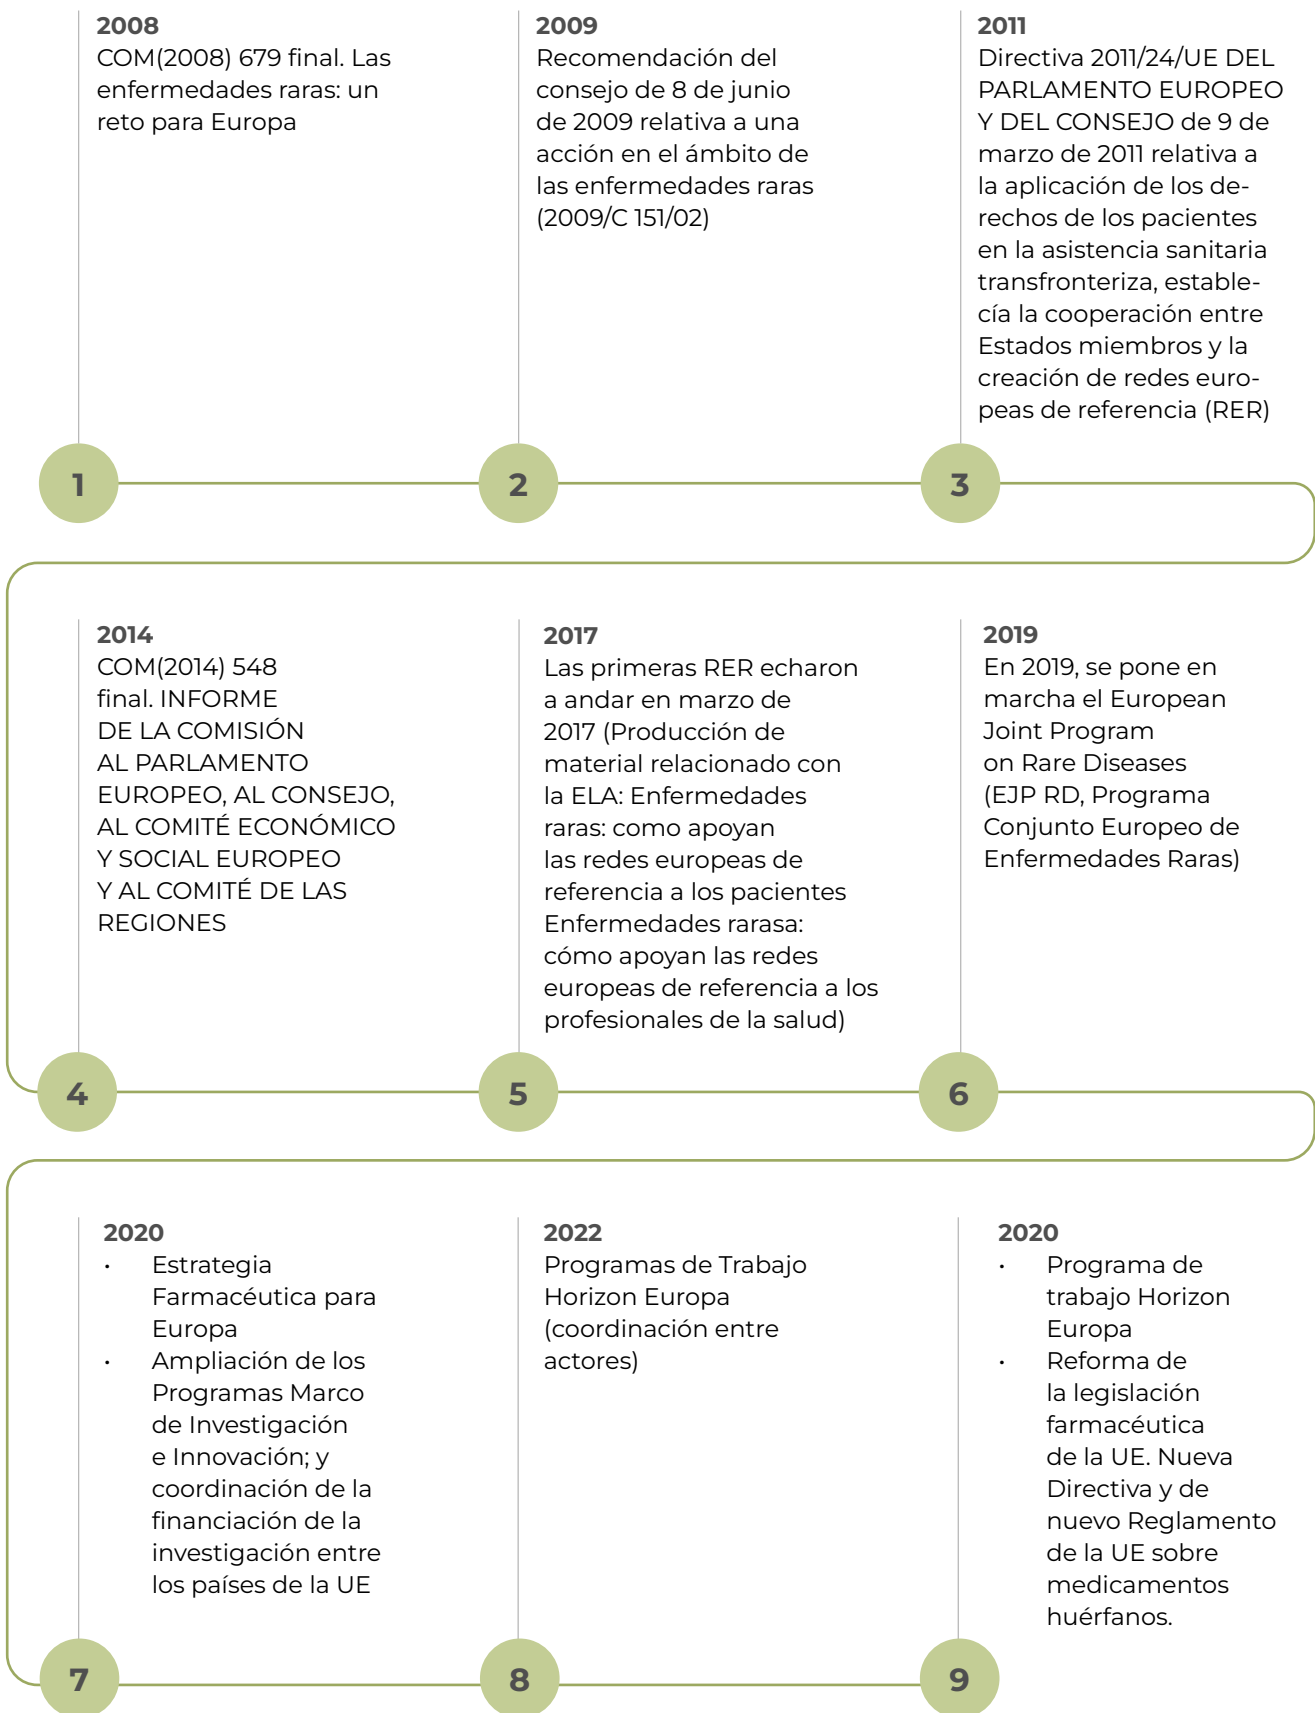 2008
COM(2008) 679 final. Las
enfermedades raras: un
reto para Europa
2009
Recomendación del
consejo de 8 de junio
de 2009 relativa a una
acción en el ámbito de
las enfermedades raras
(2009/C 151/02)
2011
Directiva 2011/24/UE DEL
PARLAMENTO EUROPEO
Y DEL CONSEJO de 9 de
marzo de 2011 relativa a
la aplicación de los de-
rechos de los pacientes
en la asistencia sanitaria
transfronteriza, estable-
cía la cooperación entre
Estados miembros y la
creación de redes euro-
peas de referencia (RER)
1
2
3
2014
COM(2014) 548
final. INFORME
DE LA COMISIÓN
AL PARLAMENTO
EUROPEO, AL CONSEJO,
AL COMITÉ ECONÓMICO
Y SOCIAL EUROPEO
Y AL COMITÉ DE LAS
REGIONES
2017
Las primeras RER echaron
a andar en marzo de
2017 (Producción de
material relacionado con
la ELA: Enfermedades
raras: como apoyan
las redes europeas de
referencia a los pacientes
Enfermedades rarasa:
cómo apoyan las redes
europeas de referencia a los
profesionales de la salud)
2019
En 2019, se pone en
marcha el European
Joint Program
on Rare Diseases
(EJP RD, Programa
Conjunto Europeo de
Enfermedades Raras)
4
5
6
2020
• Estrategia
Farmacéutica para
Europa
• Ampliación de los
Programas Marco
de Investigación
e Innovación; y
coordinación de la
financiación de la
investigación entre
los países de la UE
2022
Programas de Trabajo
Horizon Europa
(coordinación entre
actores)
2020
• Programa de
trabajo Horizon
Europa
• Reforma de
la legislación
farmacéutica
de la UE. Nueva
Directiva y de
nuevo Reglamento
de la UE sobre
medicamentos
huérfanos.
7
8
9